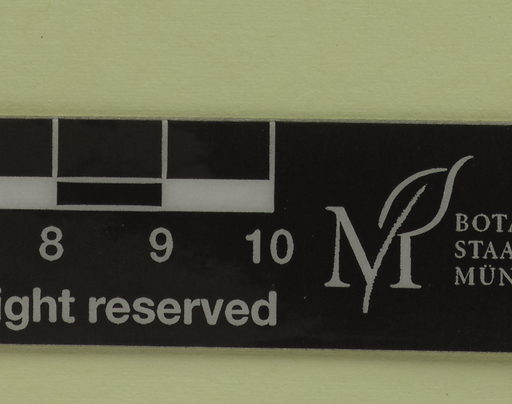 8 9 10
ight reserved
M
BOTA
STAA
MÜN